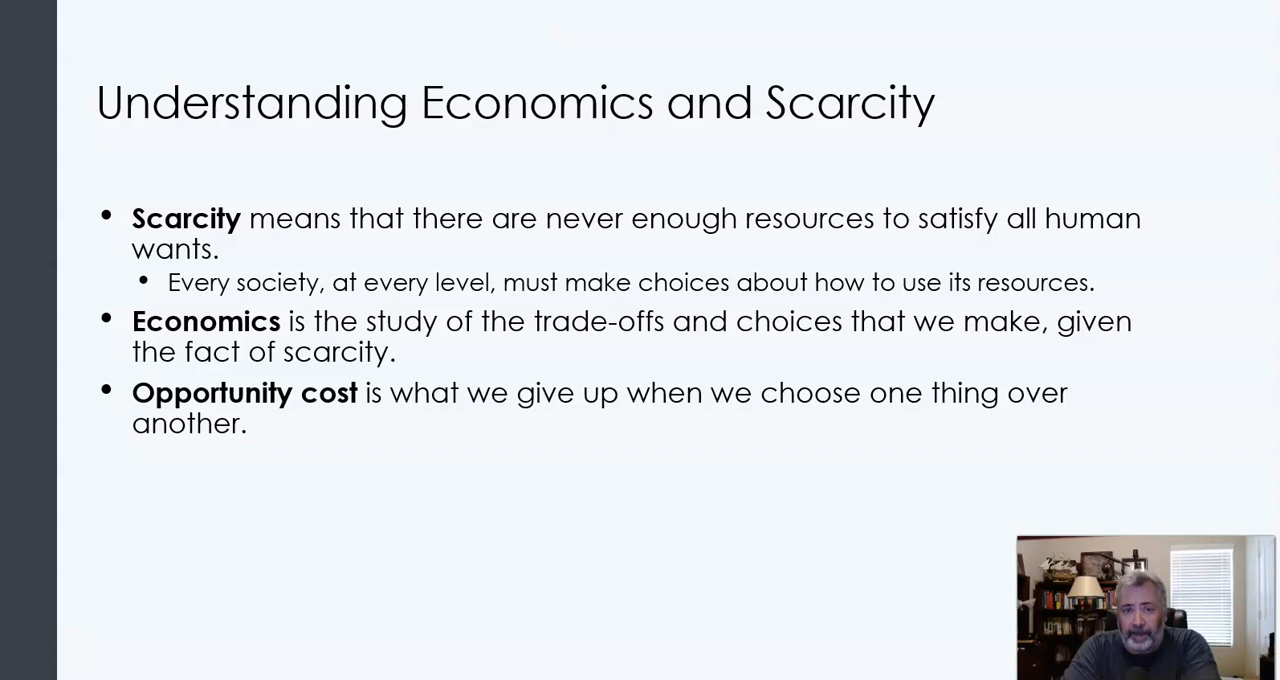 Understanding Economics and Scarcity
• Scarcity means that there are never enough resources to satisfy all human
wants.
• Every society, at every level, must make choices about how to use its resources.
• Economics is the study of the trade-offs and choices that we make, given
the fact of scarcity.
• Opportunity cost is what we give up when we choose one thing over
another.